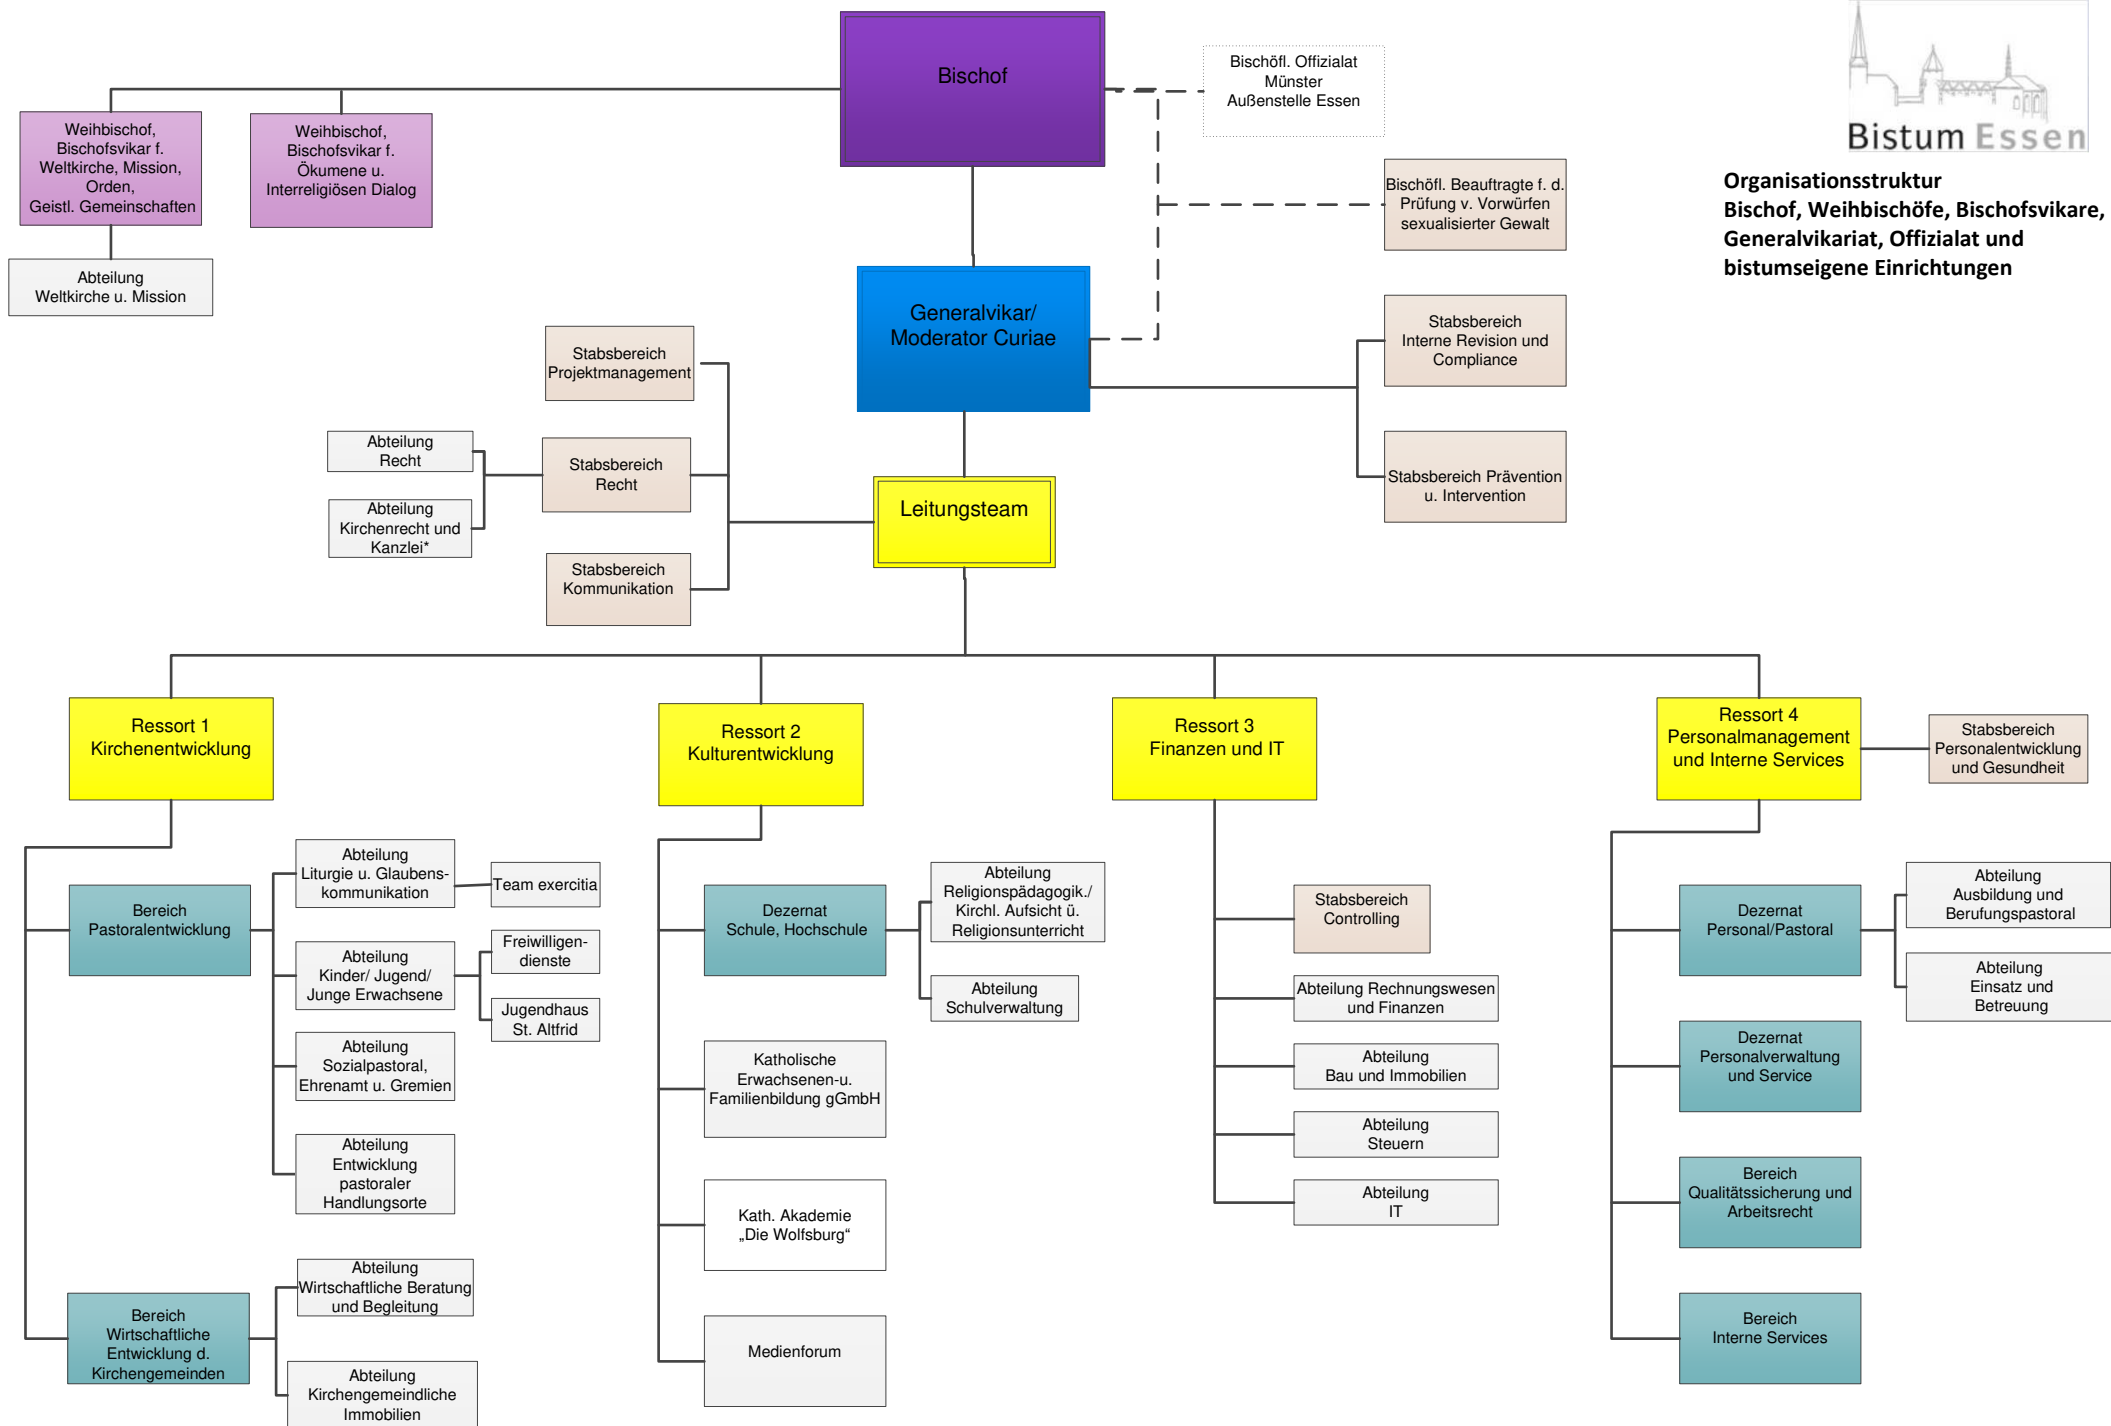 Bischof
Bischöfl. Offizialat
Münster
Außenstelle Essen
Bistum Essen
Organisationsstruktur
Bischof, Weihbischöfe, Bischofsvikare,
Generalvikariat, Offizialat und
bistumseigene Einrichtungen
Weihbischof,
Bischofsvikar f.
Weltkirche, Mission,
Orden,
Geistl. Gemeinschaften
Weihbischof,
Bischofsvikar f.
Ökumene u.
Interreligiösen Dialog
Abteilung
Weltkirche u. Mission
Bischöfl. Beauftragte f. d.
Prüfung v. Vorwürfen
sexualisierter Gewalt
Generalvikar/
Moderator Curiae
Stabsbereich
Interne Revision und
Compliance
Stabsbereich Prävention
u. Intervention
Stabsbereich
Projektmanagement
Abteilung
Recht
Stabsbereich
Recht
Abteilung
Kirchenrecht und
Kanzlei*
Stabsbereich
Kommunikation
Leitungsteam
Ressort 1
Kirchenentwicklung
Ressort 2
Kulturentwicklung
Ressort 3
Finanzen und IT
Ressort 4
Personalmanagement
und Interne Services
Stabsbereich
Personalentwicklung
und Gesundheit
Bereich
Pastoralentwicklung
Abteilung
Liturgie u. Glaubens-
kommunikation
Team exercitia
Abteilung
Kinder/ Jugend/
Junge Erwachsene
Freiwilligen-
dienste
Jugendhaus
St. Altfrid
Abteilung
Sozialpastoral,
Ehrenamt u. Gremien
Abteilung
Entwicklung
pastoraler
Handlungsorte
Bereich
Wirtschaftliche
Entwicklung d.
Kirchengemeinden
Abteilung
Wirtschaftliche Beratung
und Begleitung
Abteilung
Kirchengemeindliche
Immobilien
Dezernat
Schule, Hochschule
Abteilung
Religionspädagogik./
Kirchl. Aufsicht ü.
Religionsunterricht
Abteilung
Schulverwaltung
Katholische
Erwachsenen-u.
Familienbildung gGmbH
Kath. Akademie
„Die Wolfsburg“
Medienforum
Stabsbereich
Controlling
Abteilung Rechnungswesen
und Finanzen
Abteilung
Bau und Immobilien
Abteilung
Steuern
Abteilung
IT
Dezernat
Personal/Pastoral
Abteilung
Ausbildung und
Berufungspastoral
Abteilung
Einsatz und
Betreuung
Dezernat
Personalverwaltung
und Service
Bereich
Qualitätssicherung und
Arbeitsrecht
Bereich
Interne Services